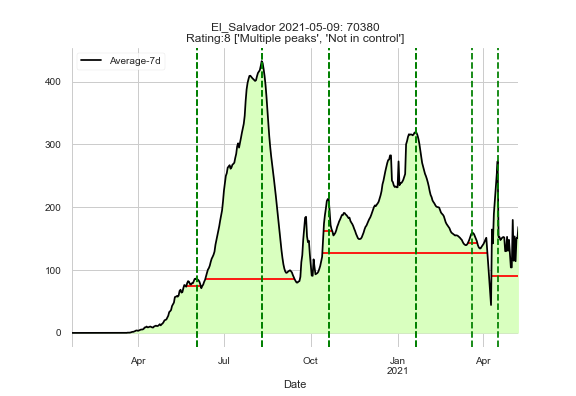 El_Salvador 2021-05-09: 70380
Rating:8 ['Multiple peaks', 'Not in control']
Average-7d
400
300
200
100
0
Apr
Jul
Oct
Jan
2021
Apr
Date